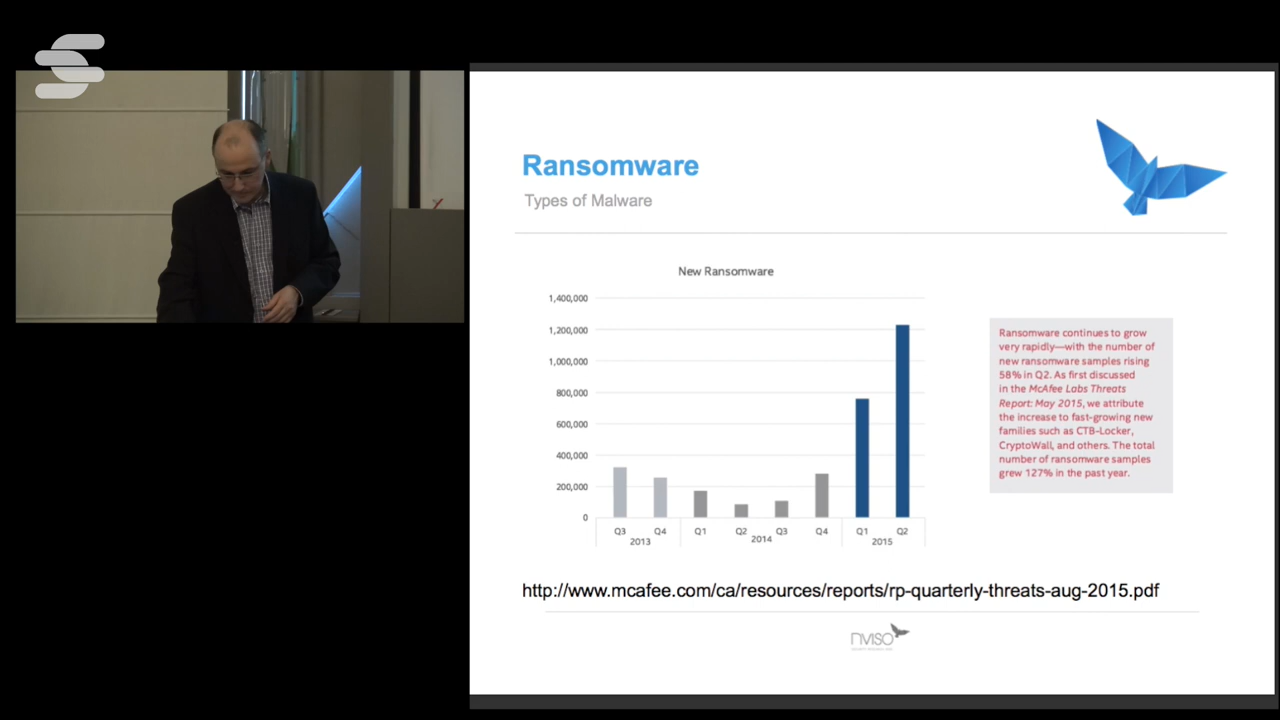 Ransomware
Types of Malware
New Ransomware
1,400,000
1,200,000
1,000,000
800,000
600,000
400,000
200,000
0
Q3 Q4 Q1 Q2 Q3 Q4 Q1 Q2
2013 2014 2015
Ransomware continues to grow
very rapidly—with the number of
new ransomware samples rising
58% in Q2. As first discussed
in the McAfee Labs Threats
Report: May 2015, we attribute
the increase to fast-growing new
families such as CTB-Locker,
CryptoWall, and others. The total
number of ransomware samples
grew 127% in the past year.
http://www.mcafee.com/ca/resources/reports/rp-quarterly-threats-aug-2015.pdf
NVISO